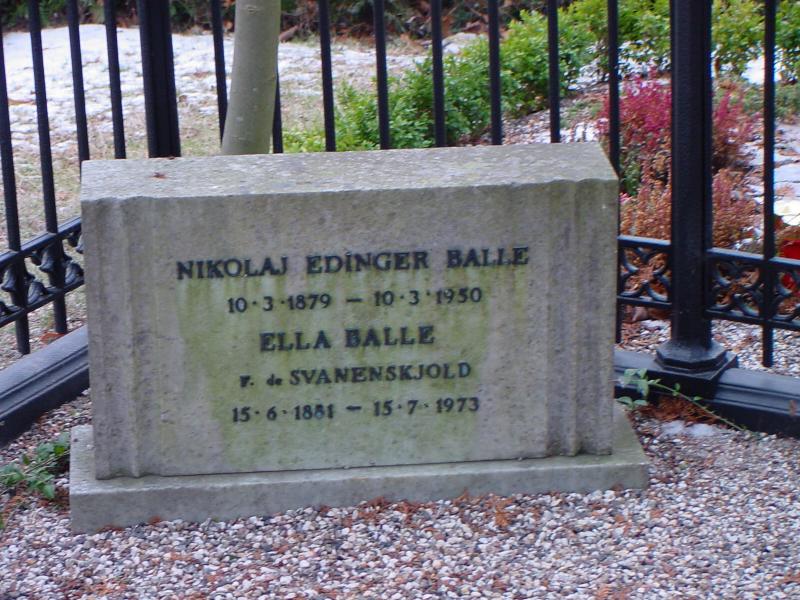 NIKOLAJ EDINGER BALLE
10·3·1879 – 10·3·1950
ELLA BALLE
F. de SVANENSKJOLD
15·6·1881 – 15·7·1973